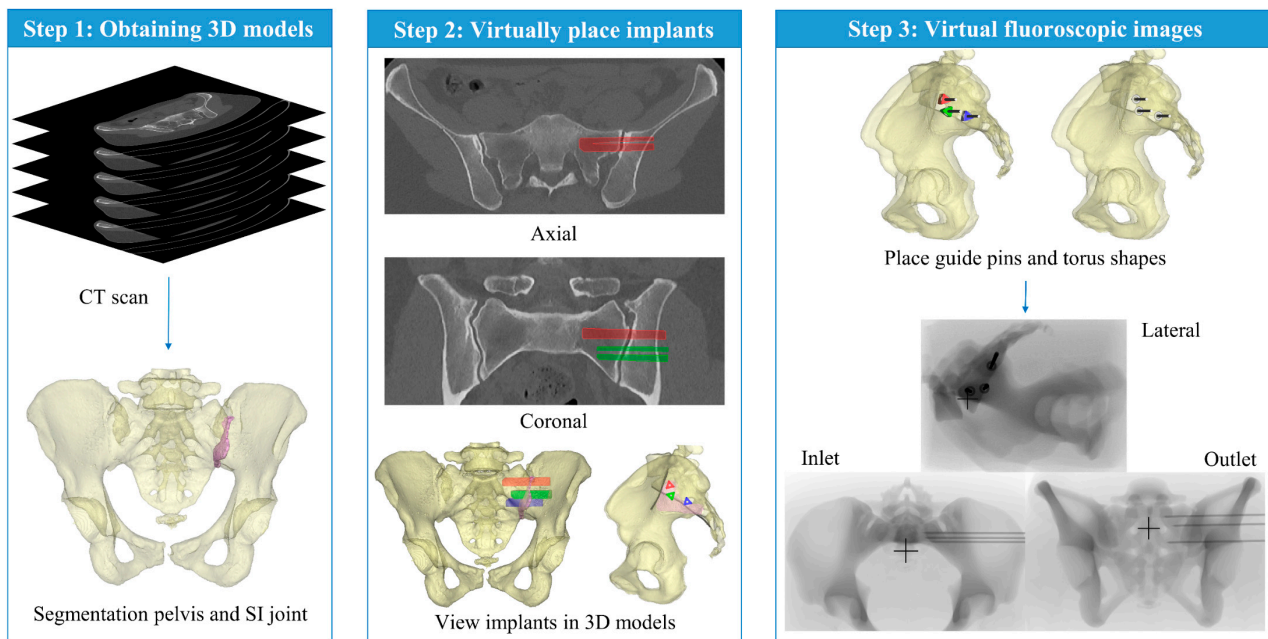 Step 1: Obtaining 3D models
CT scan
Segmentation pelvis and SI joint
Step 2: Virtually place implants
Axial
Coronal
View implants in 3D models
Step 3: Virtual fluoroscopic images
Place guide pins and torus shapes
Lateral
Inlet
Outlet